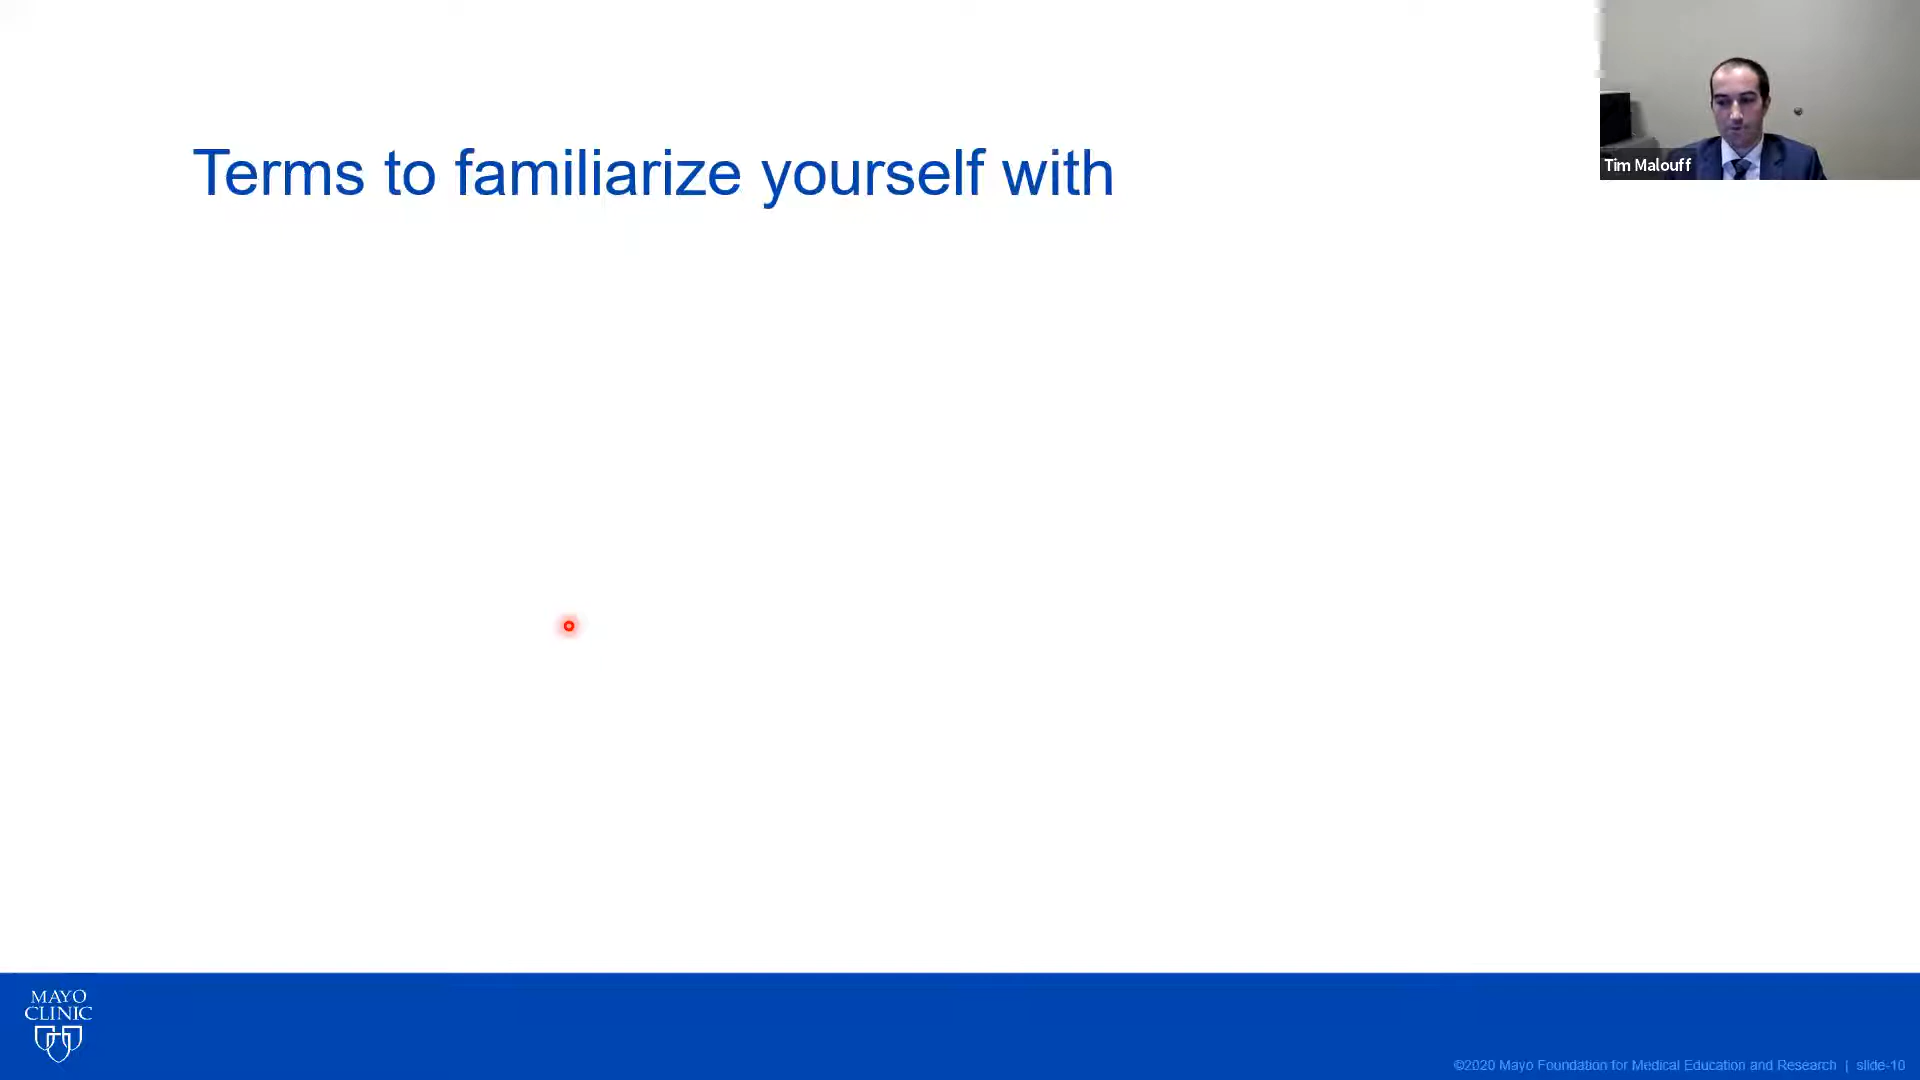 Terms to familiarize yourself with
Tim Malouff
MAYO
CLINIC
©2020 Mayo Foundation for Medical Education and Research | slide-10